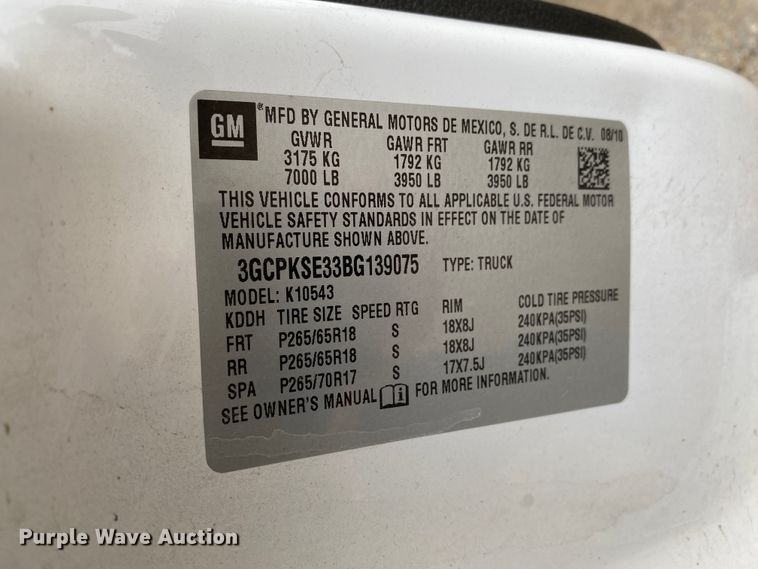 GM
® MFD BY GENERAL MOTORS DE MEXICO, S. DE R.L. DE C.V. 08/10
GVWR GAWR FRT GAWR RR
3175 KG 1792 KG 1792 KG
7000 LB 3950 LB 3950 LB
THIS VEHICLE CONFORMS TO ALL APPLICABLE U.S. FEDERAL MOTOR
VEHICLE SAFETY STANDARDS IN EFFECT ON THE DATE OF
MANUFACTURE SHOWN ABOVE.
3GCPKSE33BG139075 TYPE: TRUCK
MODEL: K10543
KDDH TIRE SIZE SPEED RTG RIM COLD TIRE PRESSURE
FRT P265/65R18 S 18X8J 240KPA(35PSI)
RR P265/65R18 S 18X8J 240KPA(35PSI)
SPA P265/70R17 S 17X7.5J 240KPA(35PSI)
SEE OWNER'S MANUAL i FOR MORE INFORMATION.
Purple Wave Auction